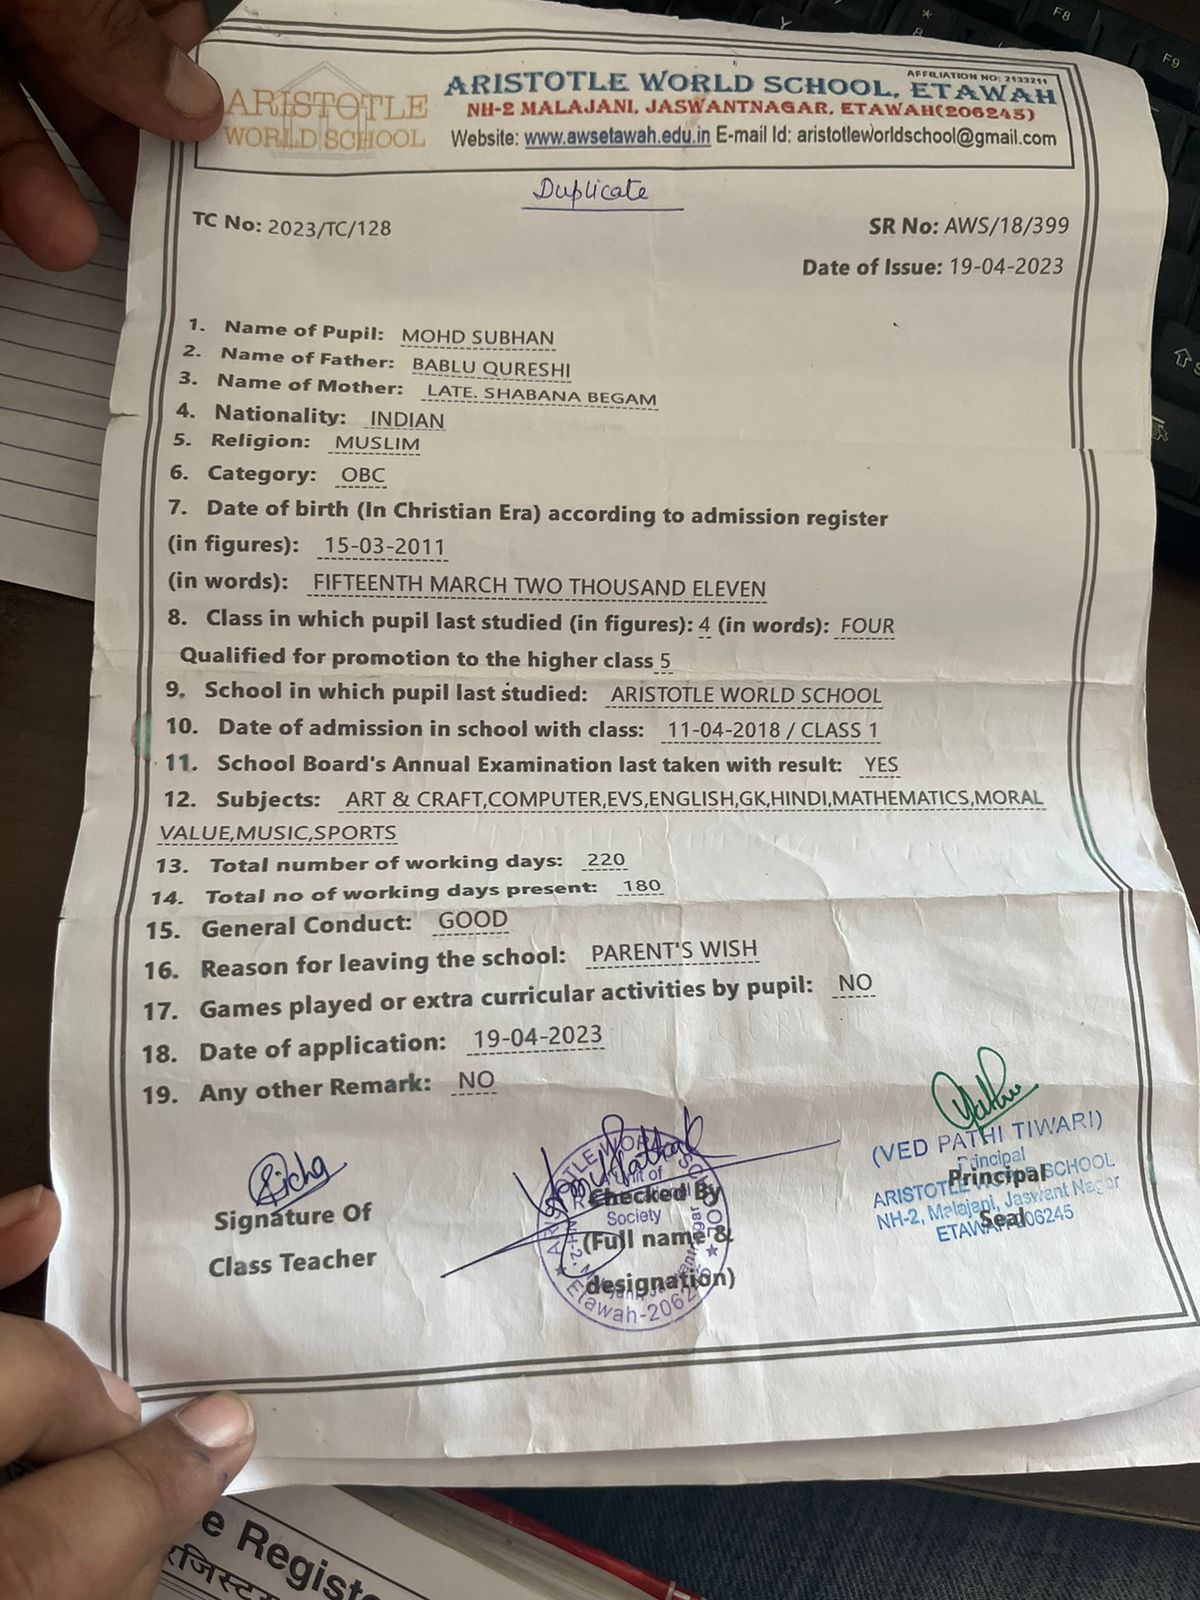 ARISTOTLE
WORLD SCHOOL
AFFILIATION NO: 2133211
ARISTOTLE WORLD SCHOOL, ETAWAH
NH-2 MALAJANI, JASWANTNAGAR, ETAWAH(206245)
Website: www.awsetawah.edu.in E-mail Id: aristotleworldschool@gmail.com
Duplicate
TC No: 2023/TC/128
SR No: AWS/18/399
Date of Issue: 19-04-2023
1. Name of Pupil: MOHD SUBHAN
2. Name of Father: BABLU QURESHI
3. Name of Mother: LATE. SHABANA BEGAM
4. Nationality: INDIAN
5. Religion: MUSLIM
6. Category: OBC
7. Date of birth (In Christian Era) according to admission register
(in figures): 15-03-2011
(in words): FIFTEENTH MARCH TWO THOUSAND ELEVEN
8. Class in which pupil last studied (in figures): 4 (in words): FOUR
Qualified for promotion to the higher class 5
9. School in which pupil last studied: ARISTOTLE WORLD SCHOOL
10. Date of admission in school with class: 11-04-2018 / CLASS 1
11. School Board's Annual Examination last taken with result: YES
12. Subjects: ART & CRAFT,COMPUTER,EVS,ENGLISH,GK,HINDI,MATHEMATICS,MORAL
VALUE,MUSIC,SPORTS
13. Total number of working days: 220
14. Total no of working days present: 180
15. General Conduct: GOOD
16. Reason for leaving the school: PARENT'S WISH
17. Games played or extra curricular activities by pupil: NO
18. Date of application: 19-04-2023
19. Any other Remark: NO
Signature Of
Class Teacher
Checked By
(Full name &
designation)
Society
Etawah-206245
(VED PATHI TIWARI)
Principal
ARISTOTLE WORLD SCHOOL
NH-2, Malajani, Jaswant Nagar
ETAWAH 206245
Principal
Seal
F8
F9
e Regist
रजिस्ट